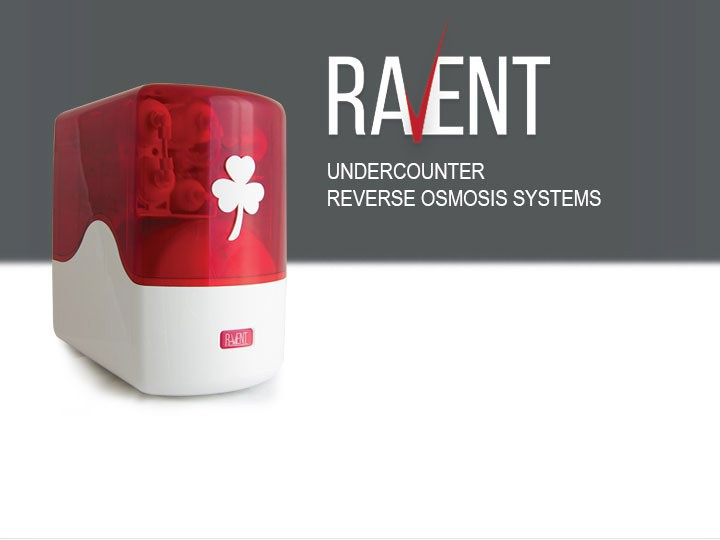 RAVENT
UNDERCOUNTER
REVERSE OSMOSIS SYSTEMS
RAVENT